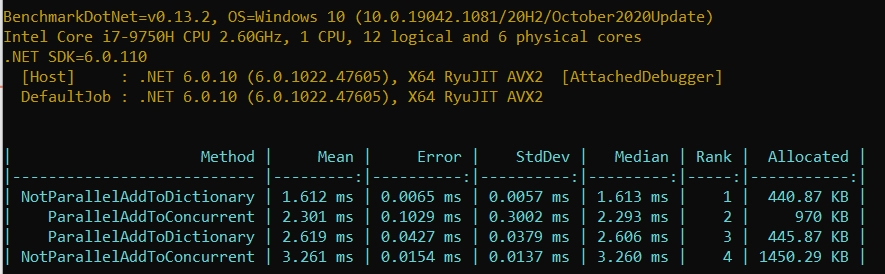 BenchmarkDotNet=v0.13.2, OS=Windows 10 (10.0.19042.1081/20H2/October2020Update)
Intel Core i7-9750H CPU 2.60GHz, 1 CPU, 12 logical and 6 physical cores
.NET SDK=6.0.110
  [Host]     : .NET 6.0.10 (6.0.1022.47605), X64 RyuJIT AVX2  [AttachedDebugger]
  DefaultJob : .NET 6.0.10 (6.0.1022.47605), X64 RyuJIT AVX2
|                     Method |     Mean |     Error |    StdDev |   Median | Rank |  Allocated |
|--------------------------- |---------:|----------:|----------:|---------:|-----:|-----------:|
| NotParallelAddToDictionary | 1.612 ms | 0.0065 ms | 0.0057 ms | 1.613 ms |    1 |  440.87 KB |
|    ParallelAddToConcurrent | 2.301 ms | 0.1029 ms | 0.3002 ms | 2.293 ms |    2 |     970 KB |
|    ParallelAddToDictionary | 2.619 ms | 0.0427 ms | 0.0379 ms | 2.606 ms |    3 |  445.87 KB |
| NotParallelAddToConcurrent | 3.261 ms | 0.0154 ms | 0.0137 ms | 3.260 ms |    4 | 1450.29 KB |